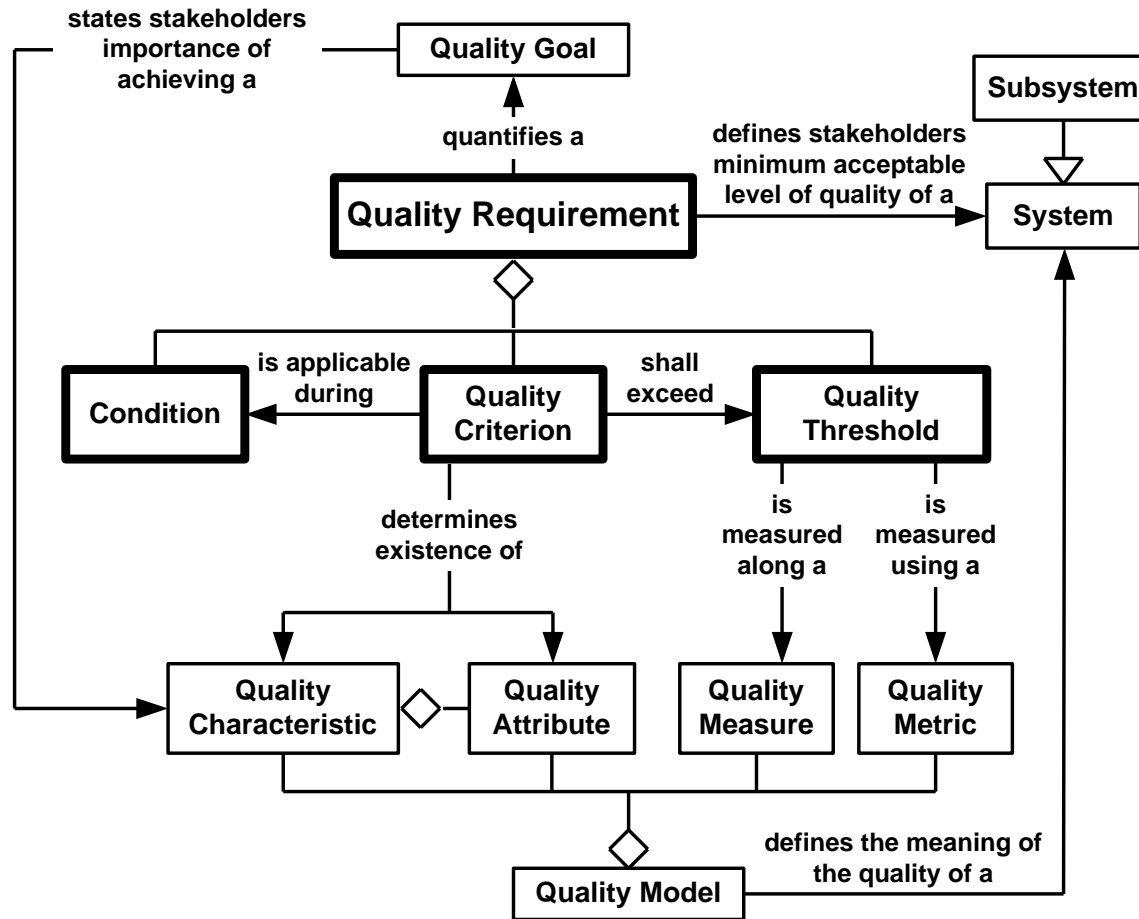 states stakeholders
importance of
achieving a
Quality Goal
Subsystem
quantifies a
defines stakeholders
minimum acceptable
level of quality of a
Quality Requirement
System
is applicable
during
shall
exceed
Condition
Quality
Criterion
Quality
Threshold
determines
existence of
is
measured
along a
is
measured
using a
Quality
Characteristic
Quality
Attribute
Quality
Measure
Quality
Metric
defines the meaning of
the quality of a
Quality Model